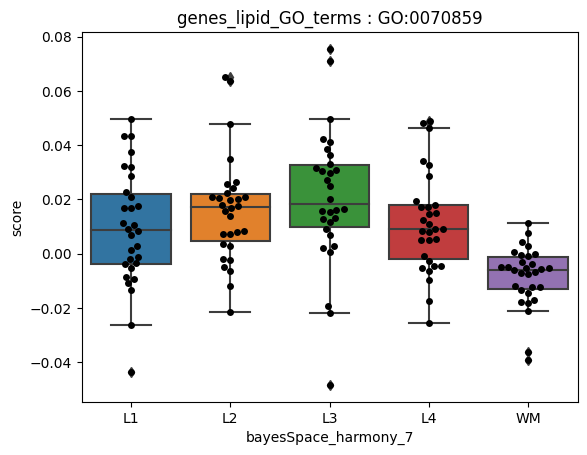 genes_lipid_GO_terms : GO:0070859
0.08
0.06
0.04
0.02
0.00
−0.02
−0.04
score
L1 L2 L3 L4 WM
bayesSpace_harmony_7